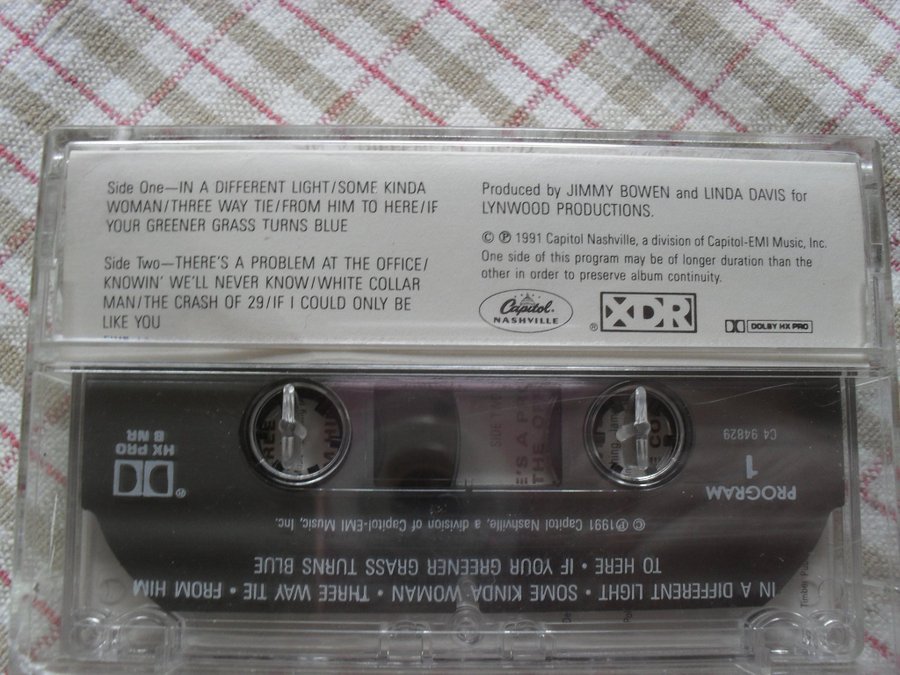 Side One—IN A DIFFERENT LIGHT/SOME KINDA
WOMAN/THREE WAY TIE/FROM HIM TO HERE/IF
YOUR GREENER GRASS TURNS BLUE
Side Two—THERE'S A PROBLEM AT THE OFFICE/
KNOWIN' WE'LL NEVER KNOW/WHITE COLLAR
MAN/THE CRASH OF 29/IF I COULD ONLY BE
LIKE YOU
Produced by JIMMY BOWEN and LINDA DAVIS for
LYNWOOD PRODUCTIONS.
© ℗ 1991 Capitol Nashville, a division of Capitol-EMI Music, Inc.
One side of this program may be of longer duration than the
other in order to preserve album continuity.
Capitol
NASHVILLE
® XDR
DOLBY HX PRO
IN A DIFFERENT LIGHT • SOME KINDA WOMAN • THREE WAY TIE • FROM HIM
TO HERE • IF YOUR GREENER GRASS TURNS BLUE
© ℗ 1991 Capitol Nashville, a division of Capitol-EMI Music, Inc.
PROGRAM
1
C4 94829
®
B NR
HX PRO
SIDE
THE